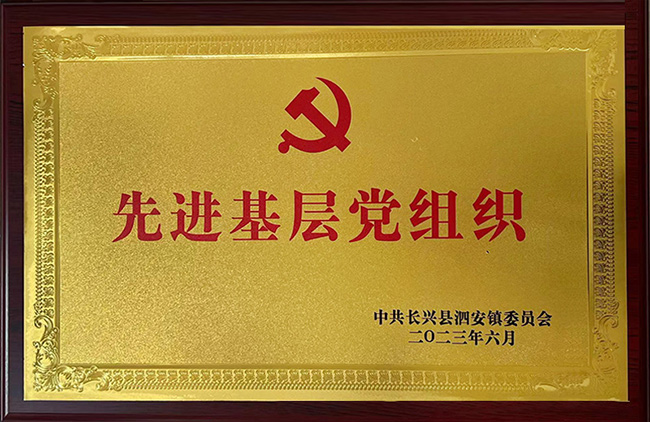 先进基层党组织
中共长兴县泗安镇委员会
二〇二三年六月